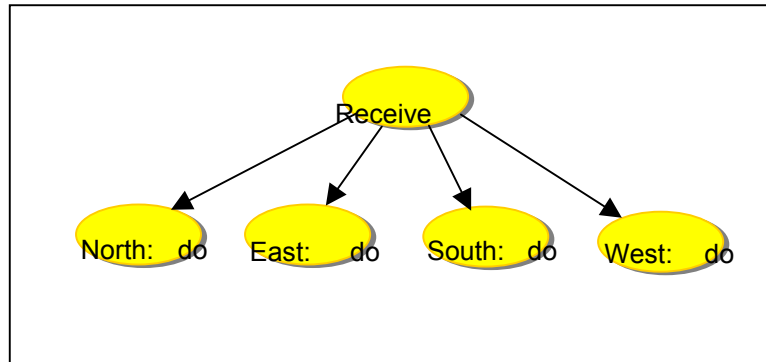 Receive
North: do
East: do
South: do
West: do